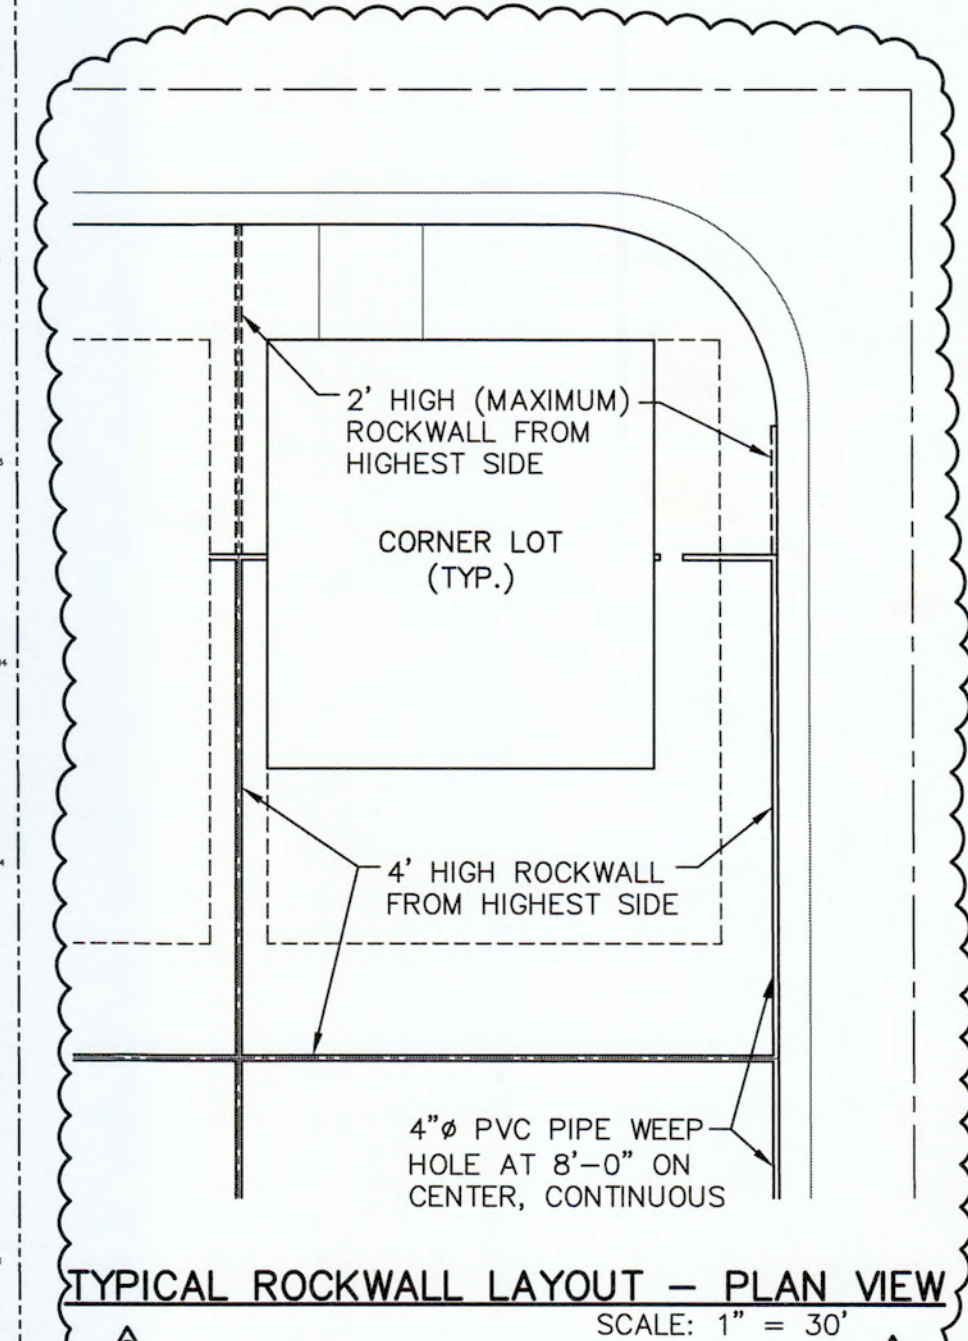 2' HIGH (MAXIMUM)
ROCKWALL FROM
HIGHEST SIDE
CORNER LOT
(TYP.)
4' HIGH ROCKWALL
FROM HIGHEST SIDE
4"ø PVC PIPE WEEP
HOLE AT 8'-0" ON
CENTER, CONTINUOUS
TYPICAL ROCKWALL LAYOUT – PLAN VIEW
SCALE: 1" = 30'